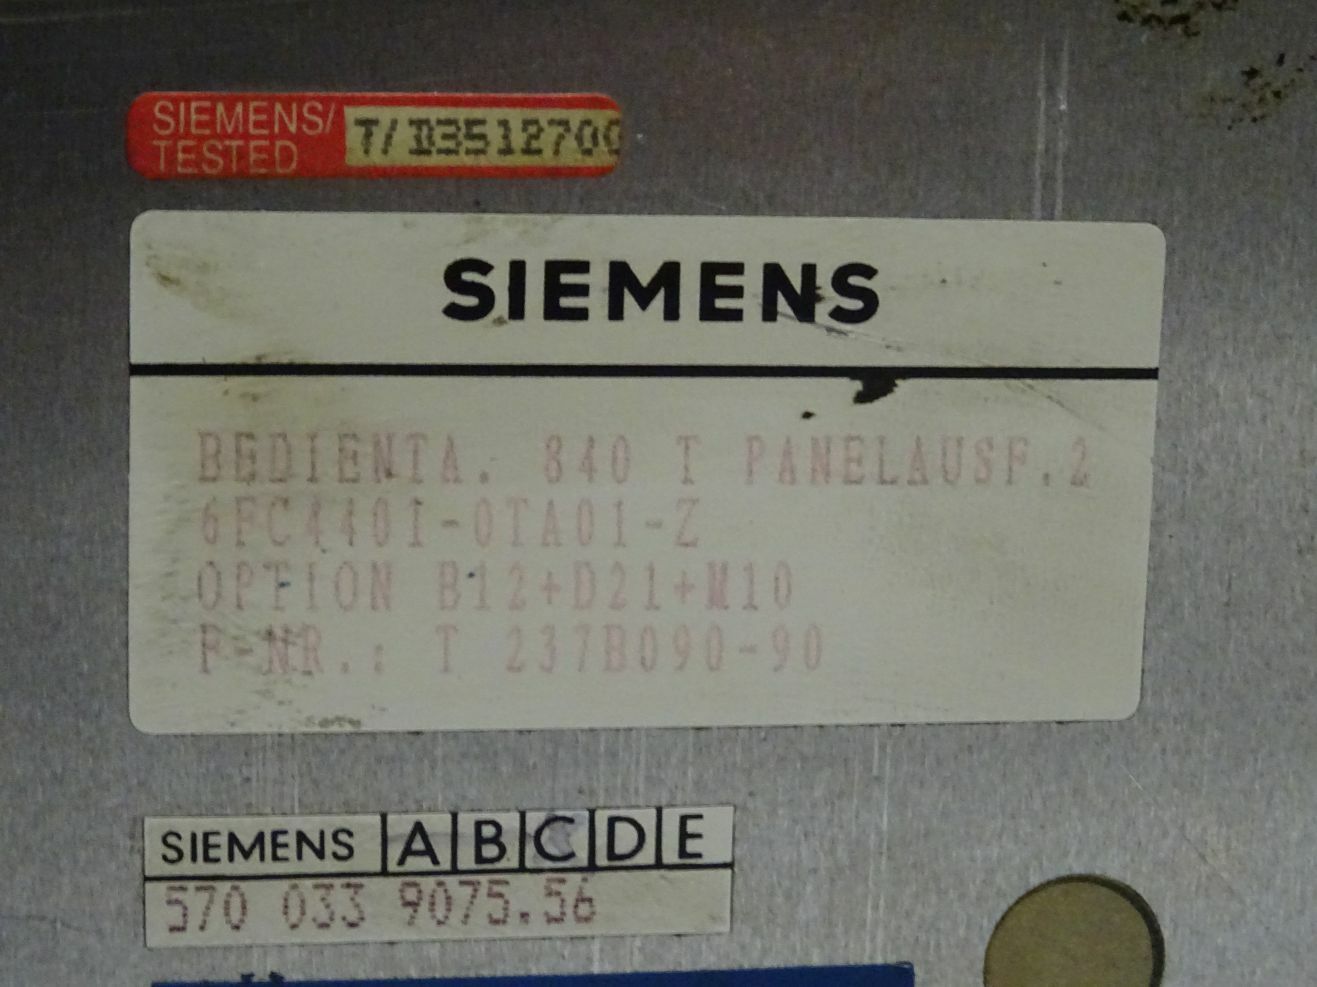 SIEMENS/
TESTED
T/D3512700
SIEMENS
BEDIENTA. 840 T PANELAUSF.2
6FC4401-0TA01-Z
OPTION B12+D21+M10
F-NR.: T 237B090-90
SIEMENS A B C D E
570 033 9075.56